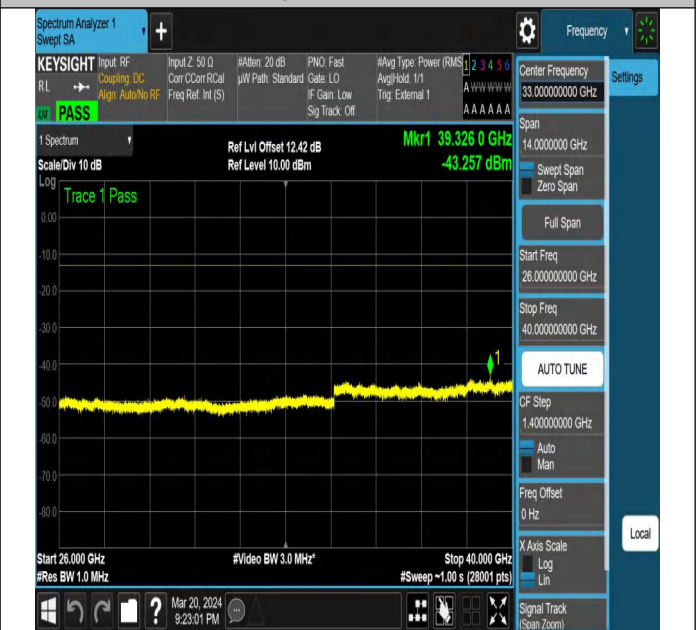 Spectrum Analyzer 1
Swept SA
Frequency
KEYSIGHT
RL
PASS
Input: RF
Coupling: DC
Align: Auto/No RF
Input Z: 50 Ω
Corr CCorr RCal
Freq Ref: Int (S)
#Atten: 20 dB
µW Path: Standard
PNO: Fast
Gate: LO
IF Gain: Low
Sig Track: Off
#Avg Type: Power (RMS
Avg|Hold: 1/1
Trig: External 1
1 2 3 4 5 6
A W W W W W
A A A A A A
1 Spectrum
Scale/Div 10 dB
Ref Lvl Offset 12.42 dB
Ref Level 10.00 dBm
Mkr1 39.326 0 GHz
-43.257 dBm
Log
Trace 1 Pass
0.00
-10.0
-20.0
-30.0
-40.0
-50.0
-60.0
-70.0
-80.0
1
Start 26.000 GHz
#Res BW 1.0 MHz
#Video BW 3.0 MHz*
Stop 40.000 GHz
#Sweep ~1.00 s (28001 pts)
Center Frequency
33.000000000 GHz
Settings
Span
14.0000000 GHz
Swept Span
Zero Span
Full Span
Start Freq
26.000000000 GHz
Stop Freq
40.000000000 GHz
AUTO TUNE
CF Step
1.400000000 GHz
Auto
Man
Freq Offset
0 Hz
X Axis Scale
Log
Lin
Local
Signal Track
(Span Zoom)
?
Mar 20, 2024
9:23:01 PM